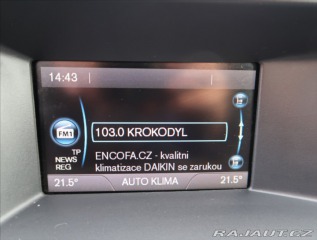 14:43
FM1
103.0 KROKODYL
TP
NEWS
REG
ENCOFA.CZ - kvalitni
klimatizace DAIKIN se zarukou
21.5° AUTO KLIMA 21.5°
RAJAUT.CZ